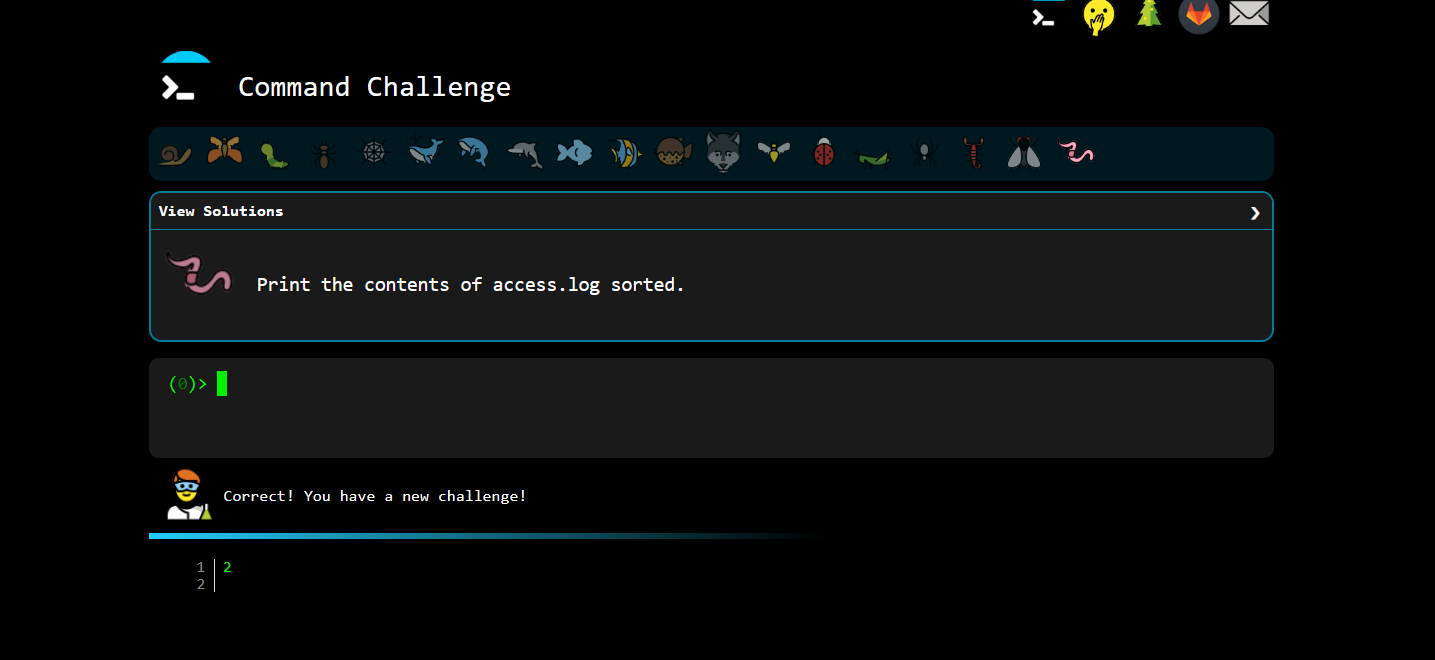 Command Challenge
View Solutions
Print the contents of access.log sorted.
(0)>
Correct! You have a new challenge!
1 2
2